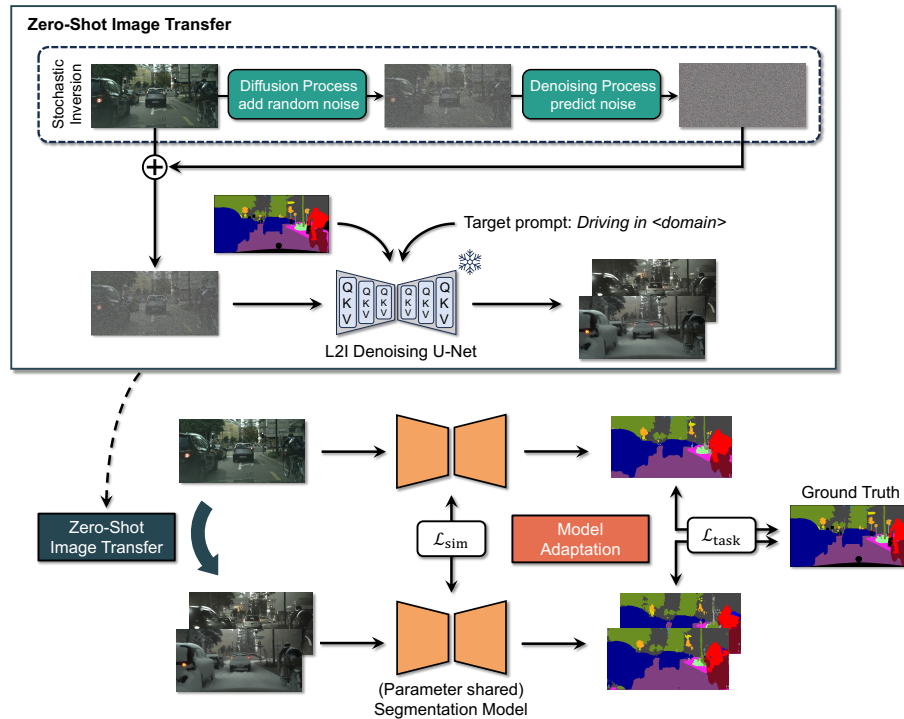 Zero-Shot Image Transfer
Stochastic
Inversion
Diffusion Process
add random noise
Denoising Process
predict noise
Target prompt: Driving in <domain>
Q
K
V
Q
K
V
Q
K
V
Q
K
V
Q
K
V
Q
K
V
L2I Denoising U-Net
Zero-Shot
Image Transfer
ℒsim
Model
Adaptation
ℒtask
Ground Truth
(Parameter shared)
Segmentation Model